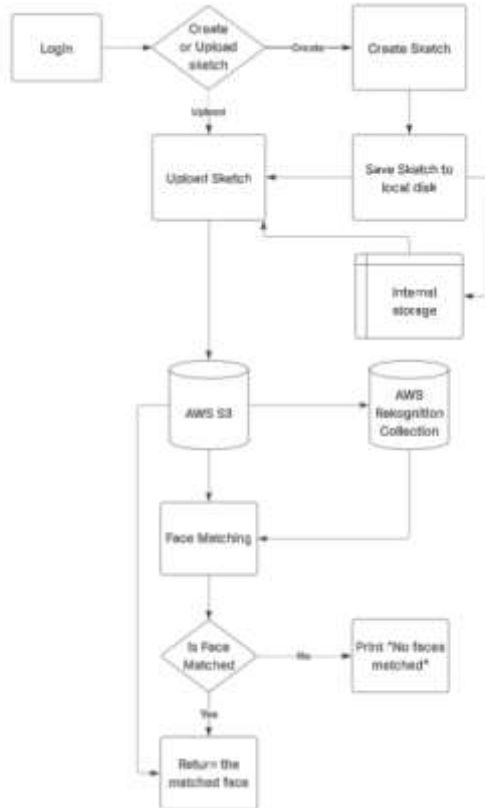 Login
Create
or Upload
sketch
Create
Create Sketch
Upload
Upload Sketch
Save Sketch to
local disk
Internal
storage
AWS S3
AWS
Rekognition
Collection
Face Matching
Is Face
Matched
No
Print "No faces
matched"
Yes
Return the
matched face